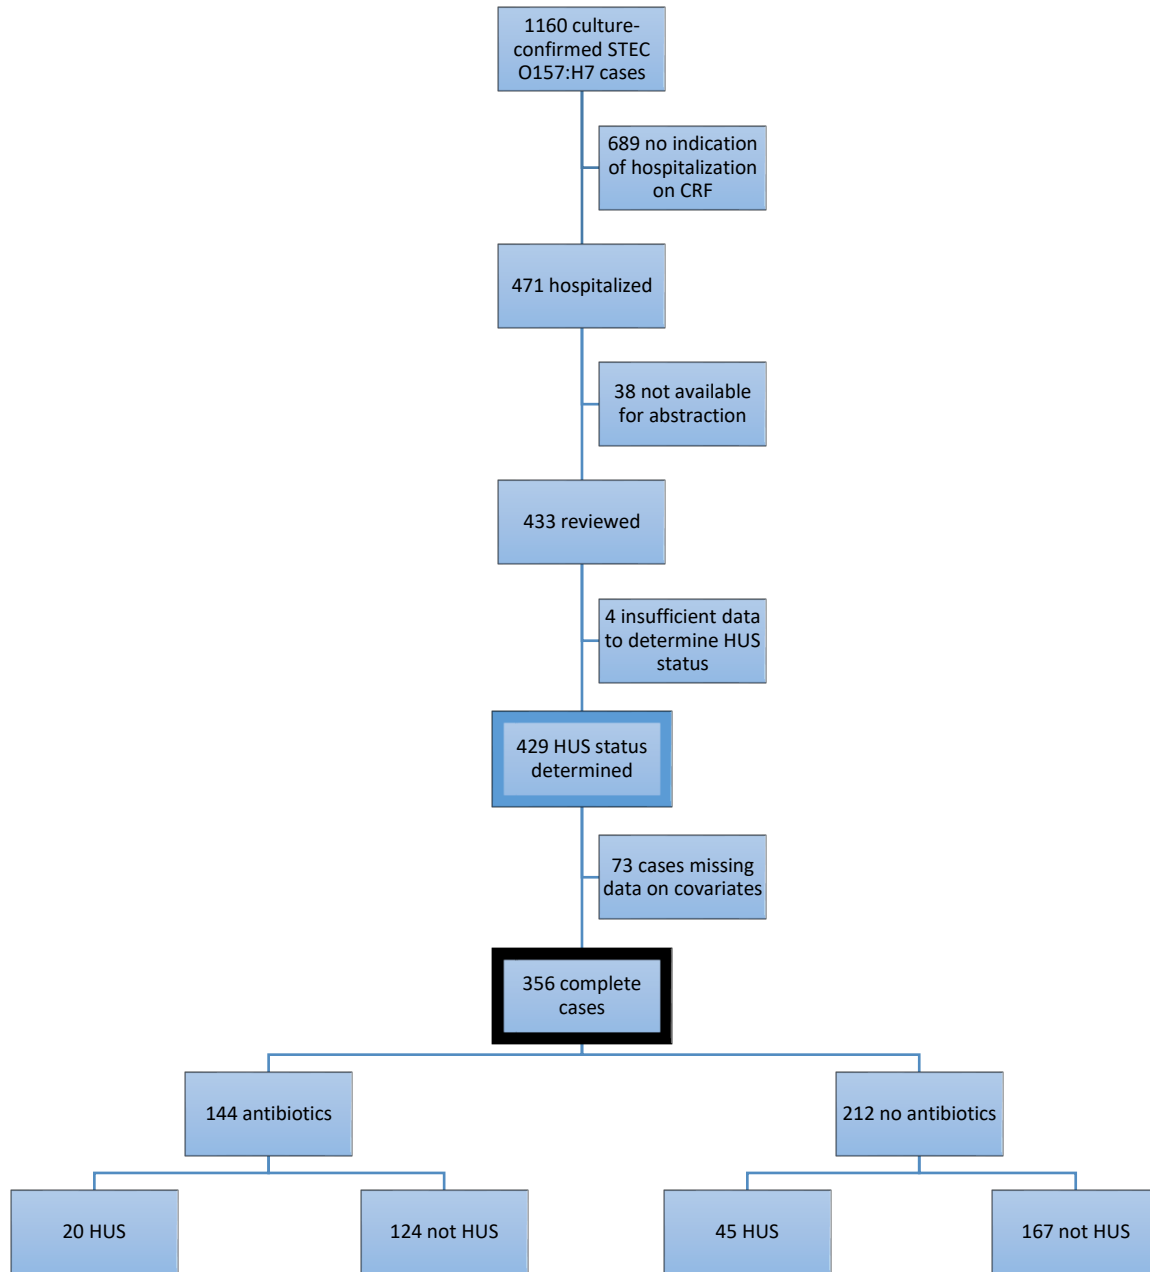 1160 culture-
confirmed STEC
O157:H7 cases
689 no indication
of hospitalization
on CRF
471 hospitalized
38 not available
for abstraction
433 reviewed
4 insufficient data
to determine HUS
status
429 HUS status
determined
73 cases missing
data on covariates
356 complete
cases
144 antibiotics
212 no antibiotics
20 HUS
124 not HUS
45 HUS
167 not HUS